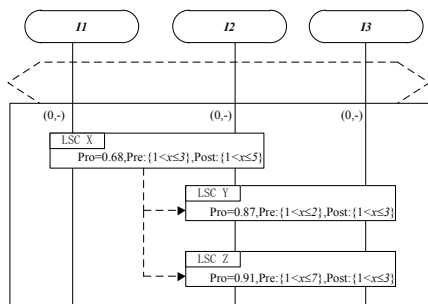 I1 I2 I3
(0,-) (0,-) (0,-)
LSC X
Pro=0.68,Pre:{1<x≤3},Post:{1<x≤5}
LSC Y
Pro=0.87,Pre:{1<x≤2},Post:{1<x≤3}
LSC Z
Pro=0.91,Pre:{1<x≤7},Post:{1<x≤3}